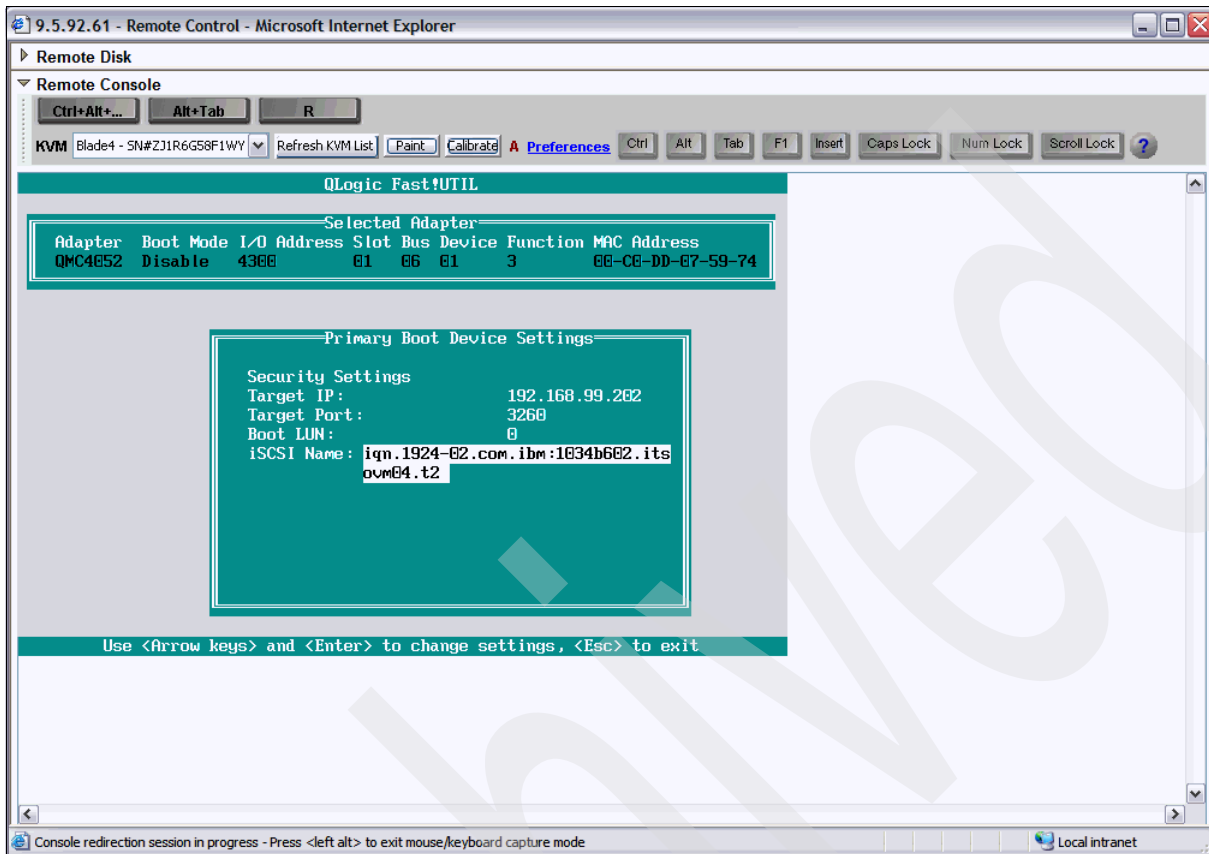 9.5.92.61 - Remote Control - Microsoft Internet Explorer
Remote Disk
Remote Console
Ctrl+Alt+... Alt+Tab R
KVM Blade4 - SN#ZJ1R6G58F1WY Refresh KVM List Paint Calibrate A Preferences Ctrl Alt Tab F1 Insert Caps Lock Num Lock Scroll Lock ?
QLogic Fast!UTIL
Selected Adapter
Adapter Boot Mode I/O Address Slot Bus Device Function MAC Address
QMC4052 Disable 4300 01 06 01 3 00-C0-DD-07-59-74
Primary Boot Device Settings
Security Settings
Target IP: 192.168.99.202
Target Port: 3260
Boot LUN: 0
iSCSI Name: iqn.1924-02.com.ibm:1034b602.its
ovm04.t2
Use <Arrow keys> and <Enter> to change settings, <Esc> to exit
Console redirection session in progress - Press <left alt> to exit mouse/keyboard capture mode Local intranet